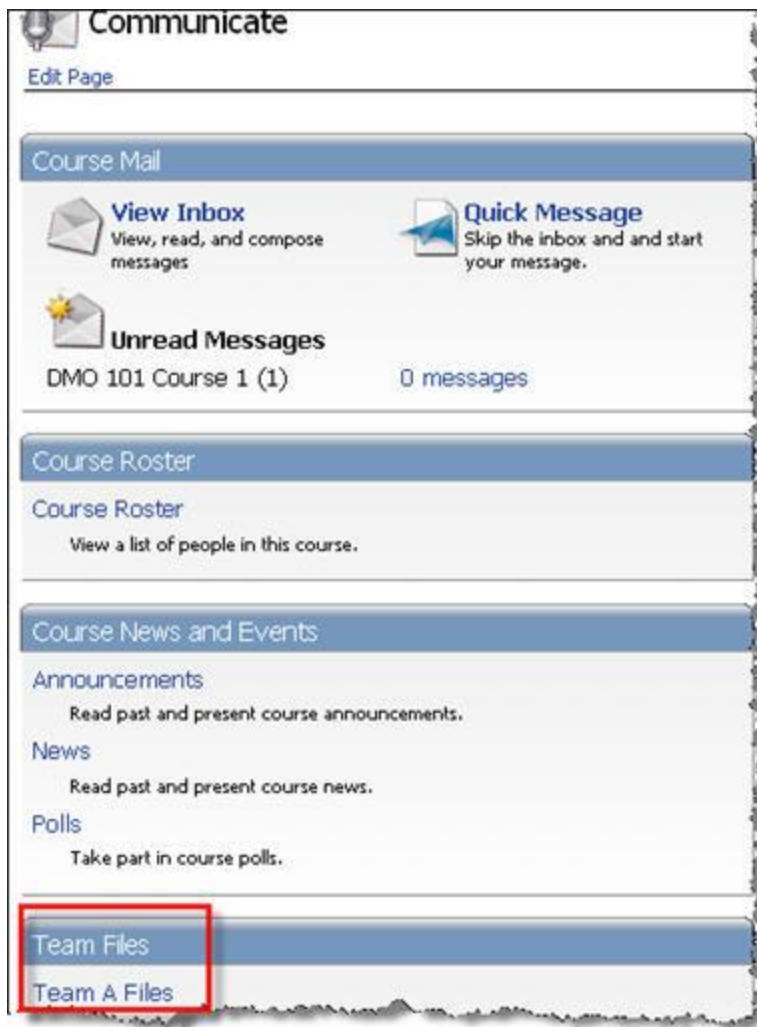 Communicate
Edit Page
Course Mail
View Inbox
View, read, and compose
messages
Quick Message
Skip the inbox and and start
your message.
Unread Messages
DMO 101 Course 1 (1)
0 messages
Course Roster
Course Roster
View a list of people in this course.
Course News and Events
Announcements
Read past and present course announcements.
News
Read past and present course news.
Polls
Take part in course polls.
Team Files
Team A Files